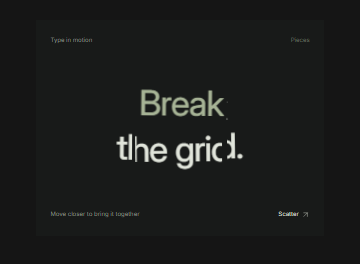 Type in motion
Pieces
Break
the grid.
Move closer to bring it together
Scatter